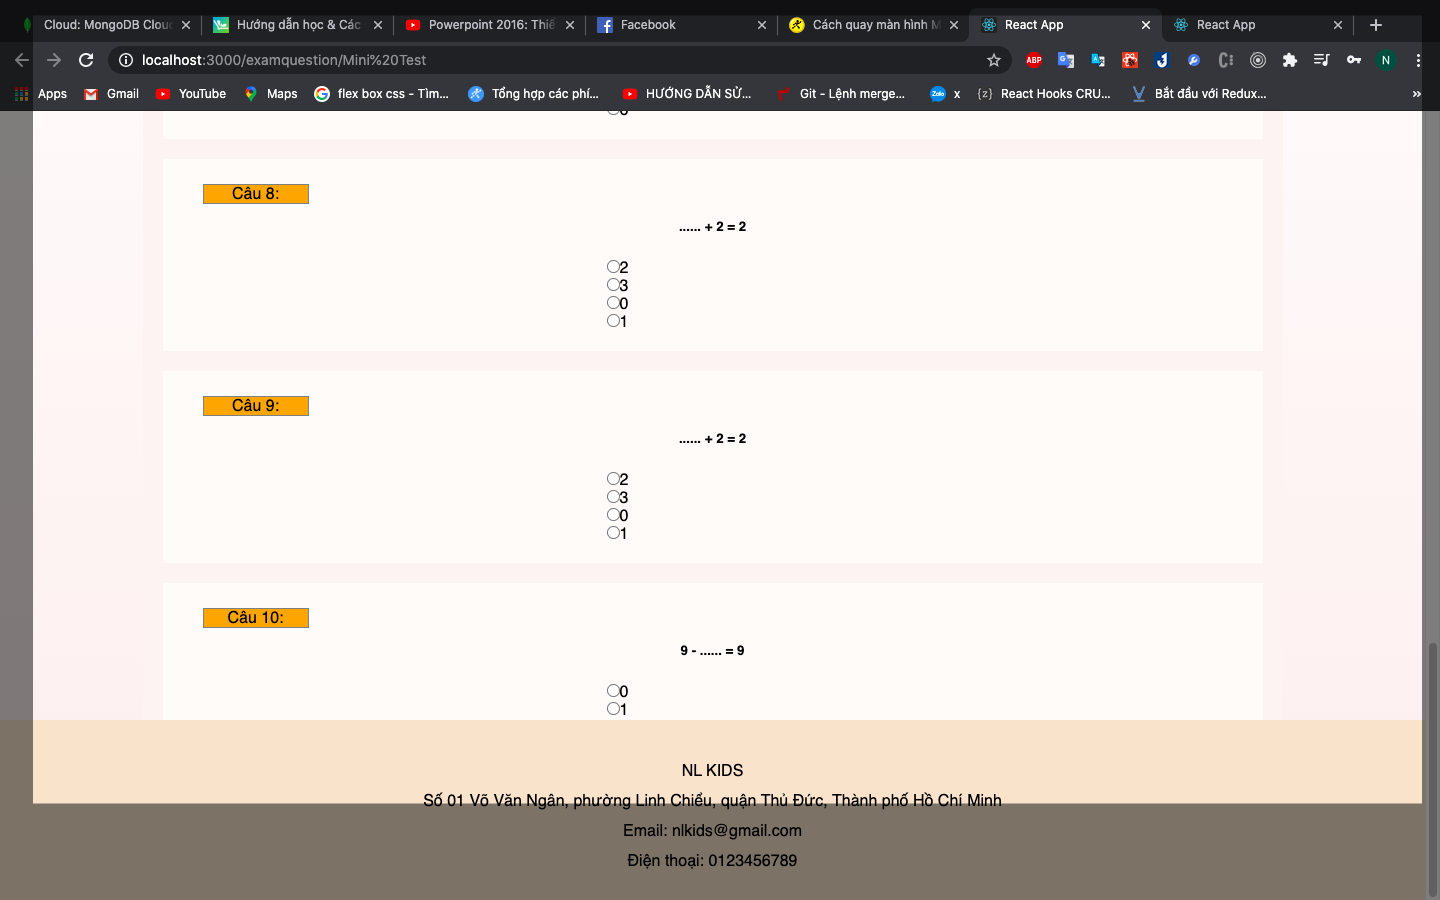 Cloud: MongoDB Clou
Hướng dẫn học & Các
Powerpoint 2016: Thiế
Facebook
Cách quay màn hình M
React App
React App
localhost:3000/examquestion/Mini%20Test
ABP
N
Apps
Gmail
YouTube
Maps
flex box css - Tìm...
Tổng hợp các phí...
HƯỚNG DẪN SỬ...
Git - Lệnh merge...
Zalo
x
{z}
React Hooks CRU...
Bắt đầu với Redux...
»
Câu 8:
...... + 2 = 2
2
3
0
1
Câu 9:
...... + 2 = 2
2
3
0
1
Câu 10:
9 - ...... = 9
0
1
NL KIDS
Số 01 Võ Văn Ngân, phường Linh Chiểu, quận Thủ Đức, Thành phố Hồ Chí Minh
Email: nlkids@gmail.com
Điện thoại: 0123456789